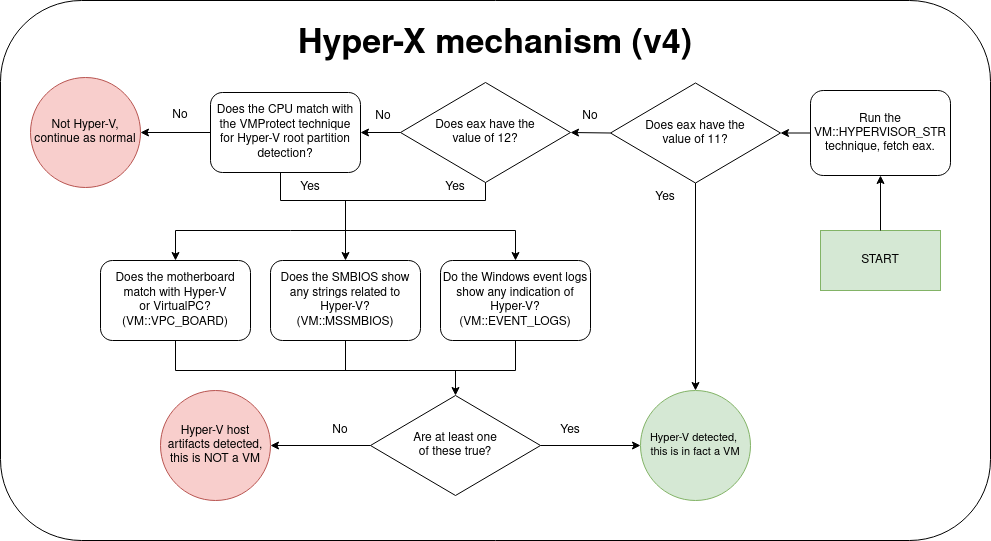 Hyper-X mechanism (v4)
Not Hyper-V,
continue as normal
No
Does the CPU match with
the VMProtect technique
for Hyper-V root partition
detection?
No
Does eax have the
value of 12?
No
Does eax have the
value of 11?
Run the
VM::HYPERVISOR_STR
technique, fetch eax.
Yes
Yes
Yes
START
Does the motherboard
match with Hyper-V
or VirtualPC?
(VM::VPC_BOARD)
Does the SMBIOS show
any strings related to
Hyper-V?
(VM::MSSMBIOS)
Do the Windows event logs
show any indication of
Hyper-V?
(VM::EVENT_LOGS)
Hyper-V host
artifacts detected,
this is NOT a VM
No
Are at least one
of these true?
Yes
Hyper-V detected,
this is in fact a VM